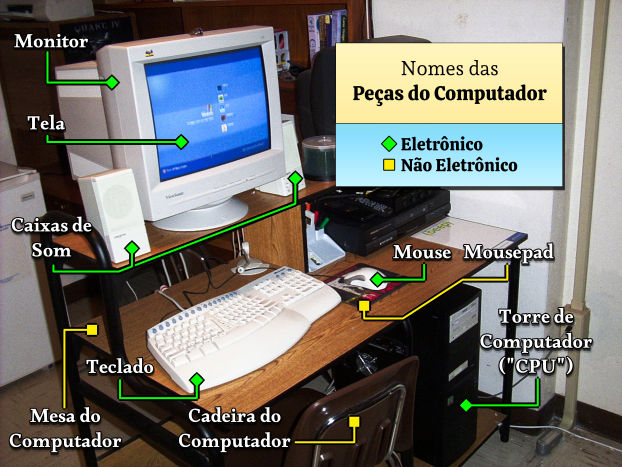 Monitor
Tela
Caixas de
Som
Nomes das
Peças do Computador
Eletrônico
Não Eletrônico
Mouse
Mousepad
Torre de
Computador
("CPU")
Teclado
Mesa do
Computador
Cadeira do
Computador
ViewSonic